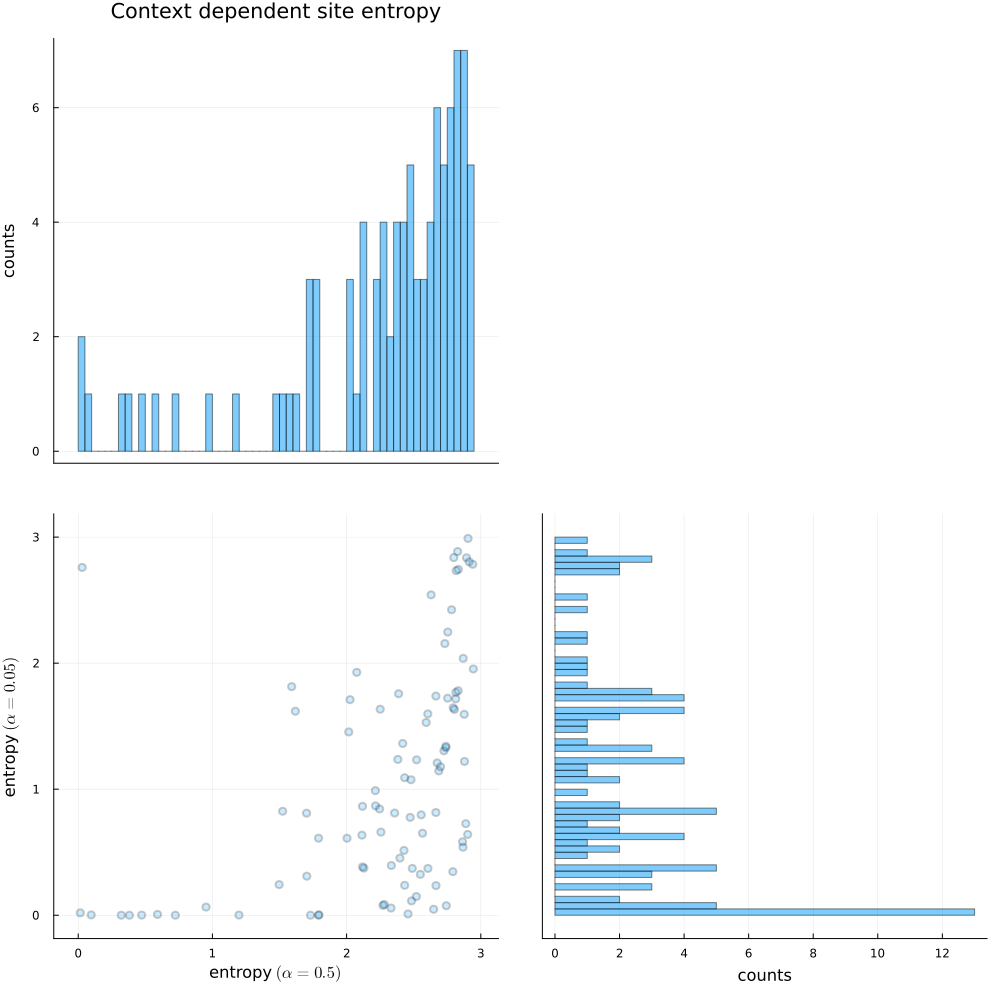 Context dependent site entropy
6
4
2
0
counts
3
2
1
0
entropy (α = 0.05)
0 1 2 3
entropy (α = 0.5)
0 2 4 6 8 10 12
counts